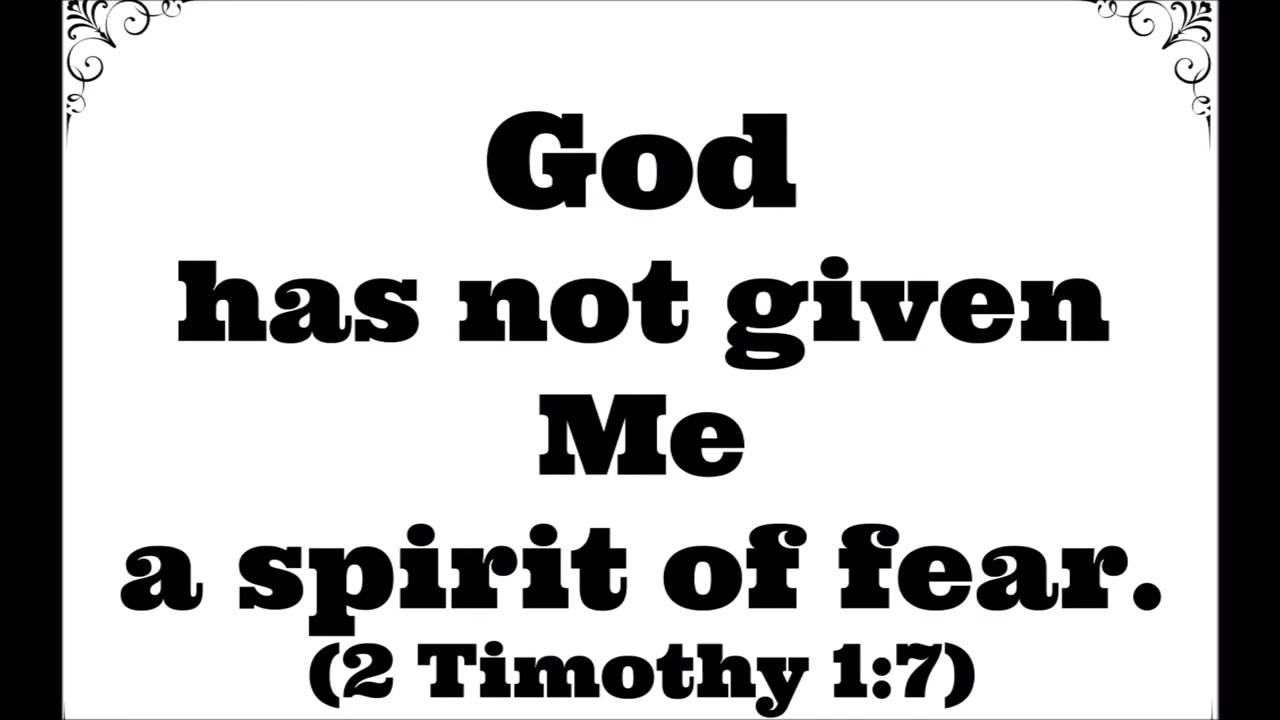 God
has not given
Me
a spirit of fear.
(2 Timothy 1:7)